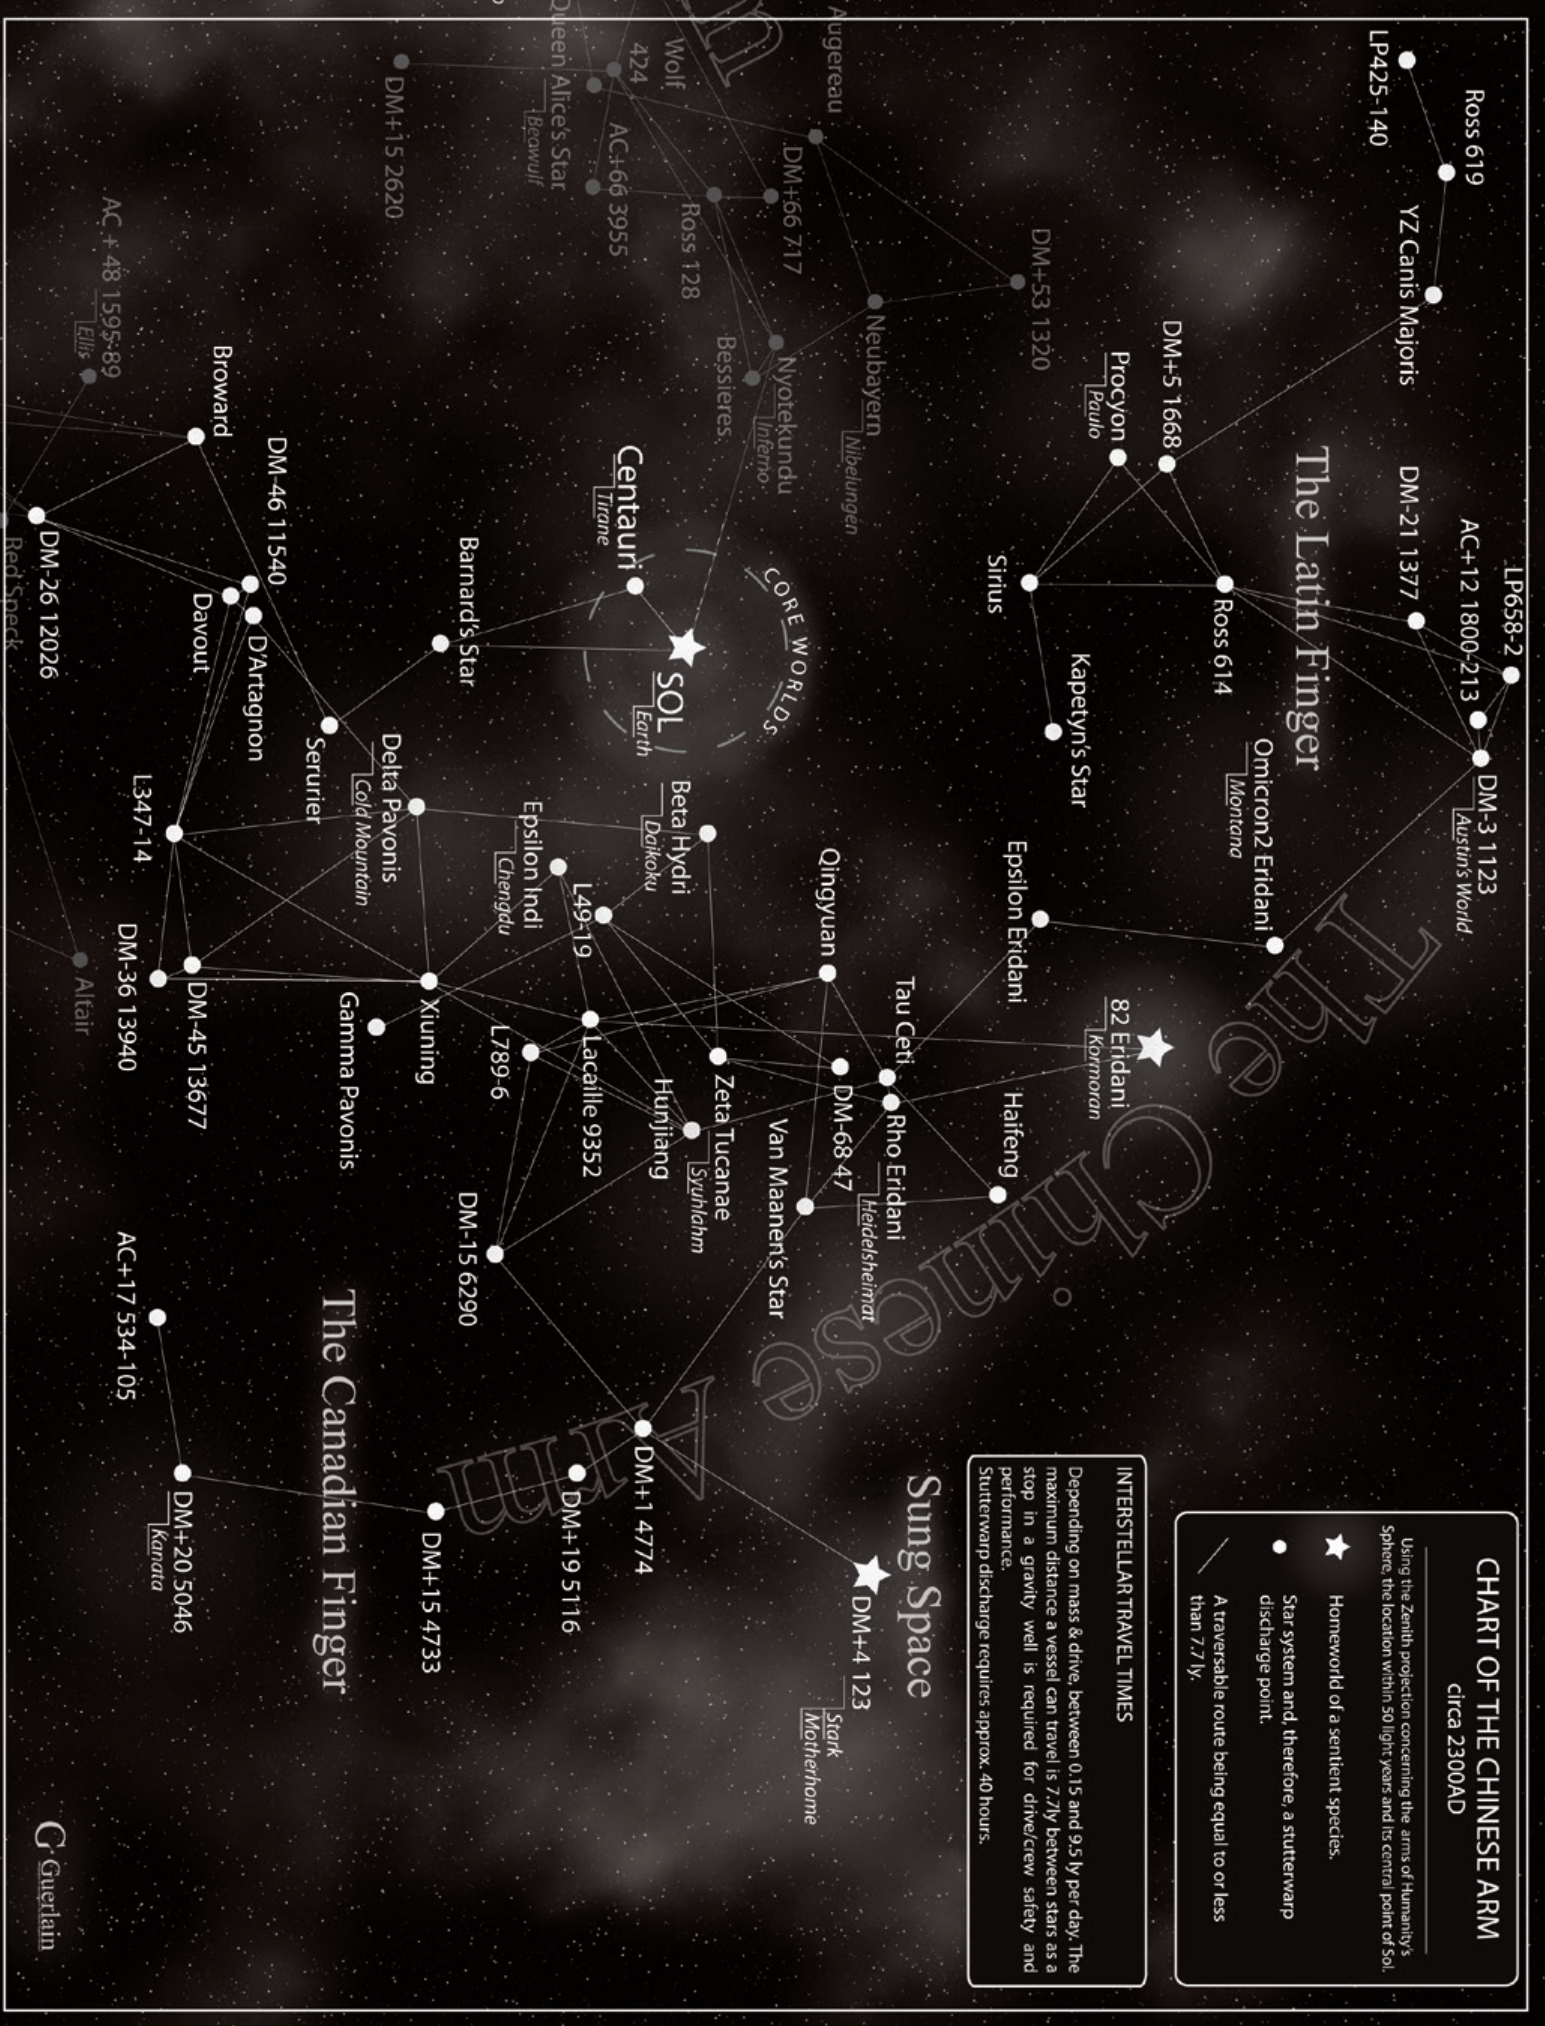 CHART OF THE CHINESE ARM
circa 2300AD
Using the Zenith projection concerning the arms of Humanity's
Sphere, the location within 50 light years and its central point of Sol.
Homeworld of a sentient species.
Star system and, therefore, a stutterwarp
discharge point.
A traversable route being equal to or less
than 7.7 ly.
INTERSTELLAR TRAVEL TIMES
Depending on mass & drive, between 0.15 and 9.5 ly per day. The
maximum distance a vessel can travel is 7.7ly between stars as a
stop in a gravity well is required for drive/crew safety and
performance.
Stutterwarp discharge requires approx. 40 hours.
The Chinese Arm
The Latin Finger
The Canadian Finger
Sung Space
CORE WORLDS
LP425-140
Ross 619
YZ Canis Majoris
DM+5 1668
Procyon
Paulo
Sirius
Kapetyn's Star
Ross 614
DM-21 1377
AC+12 1800-213
LP658-2
DM-3 1123
Austin's World
Omicron2 Eridani
Montana
Epsilon Eridani
82 Eridani
Kormoran
Haifeng
Tau Ceti
Rho Eridani
Heidelsheimat
Qingyuan
DM-68 47
Van Maanen's Star
Zeta Tucanae
Syuhlahm
Hunjiang
Lacaille 9352
L789-6
DM-15 6290
DM+1 4774
DM+4 123
Stark
Motherhome
DM+19 5116
DM+15 4733
DM+20 5046
Kanata
AC+17 534-105
SOL
Earth
Centauri
Tirane
Barnard's Star
Beta Hydri
Daikoku
L49-19
Epsilon Indi
Chengdu
Delta Pavonis
Cold Mountain
Serurier
Xiuning
Gamma Pavonis
DM-45 13677
DM-36 13940
L347-14
D'Artagnon
Davout
DM-46 11540
Broward
DM-26 12026
Altair
Red Speck
AC + 48 1595-89
Ellis
DM+15 2620
Queen Alice's Star
Beowulf
Wolf
424
AC+66 3955
Ross 128
DM+66 717
Augereau
DM+53 1320
Neubayern
Nibelungen
Nyotekundu
Inferno
Bessieres
G Guerlain